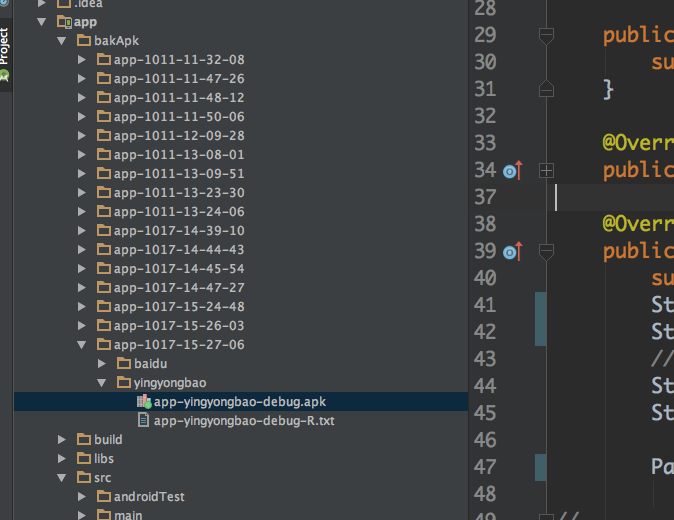 .idea
Project
app
bakApk
app-1011-11-32-08
app-1011-11-47-26
app-1011-11-48-12
app-1011-11-50-06
app-1011-12-09-28
app-1011-13-08-01
app-1011-13-09-51
app-1011-13-23-30
app-1011-13-24-06
app-1017-14-39-10
app-1017-14-44-43
app-1017-14-45-54
app-1017-14-47-27
app-1017-15-24-48
app-1017-15-26-03
app-1017-15-27-06
baidu
yingyongbao
app-yingyongbao-debug.apk
app-yingyongbao-debug-R.txt
build
libs
src
androidTest
main
28
29 public
30 su
31 }
32
33 @Overr
34 public
37
38 @Overr
39 public
40 su
41 St
42 St
43 //
44 St
45 St
46
47 Pa
48
49 //